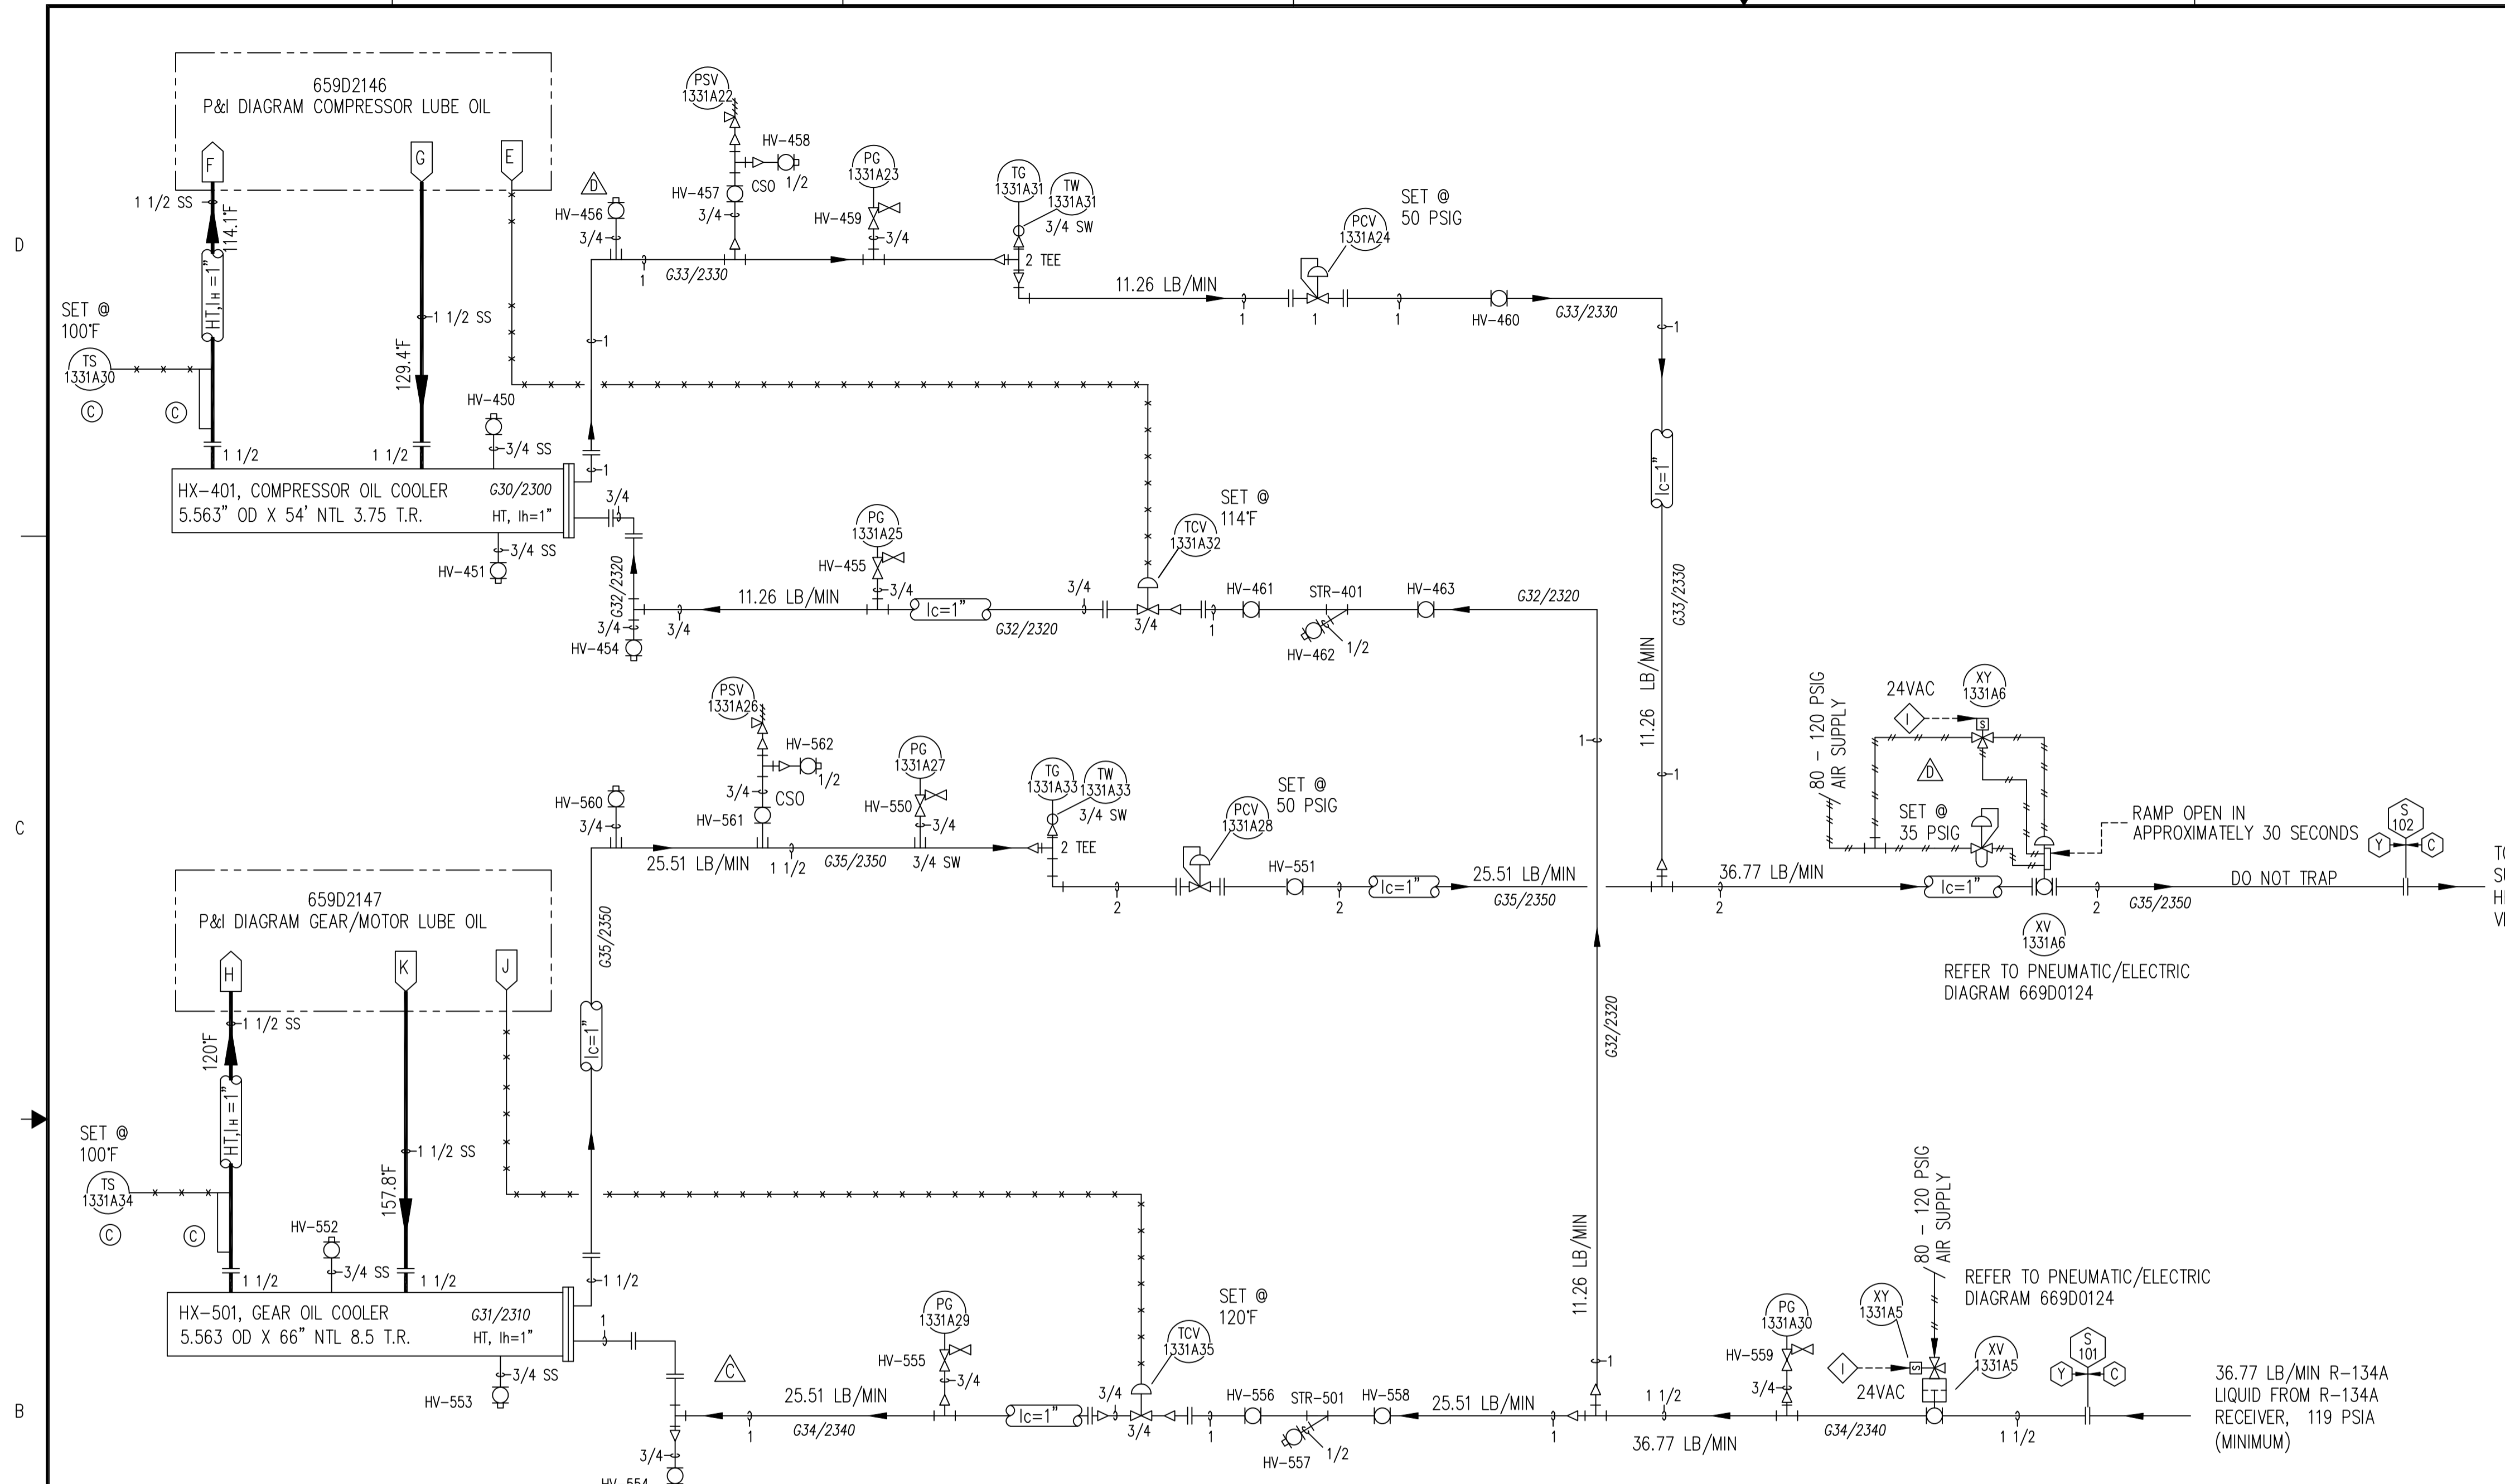 659D2146
P&I DIAGRAM COMPRESSOR LUBE OIL
F
G
E
1 1/2 SS
114.1°F
HT,IH =1"
SET @
100°F
TS
1331A30
C
C
129.4°F
1 1/2 SS
1 1/2
1 1/2
HV-450
3/4 SS
HX-401, COMPRESSOR OIL COOLER
G30/2300
5.563" OD X 54' NTL 3.75 T.R.
HT, Ih=1"
3/4 SS
HV-451
D
PSV
1331A22
HV-458
CSO
1/2
HV-457
3/4
D
HV-456
3/4
1
G33/2330
PG
1331A23
HV-459
3/4
TG
1331A31
TW
1331A31
3/4 SW
2 TEE
11.26 LB/MIN
1
PCV
1331A24
SET @
50 PSIG
1
1
HV-460
G33/2330
1
1
1
3/4
Ic=1"
G33/2330
11.26 LB/MIN
1
G32/2320
3/4
HV-454
3/4
11.26 LB/MIN
PG
1331A25
HV-455
3/4
Ic=1"
G32/2320
3/4
3/4
TCV
1331A32
SET @
114°F
1
HV-461
STR-401
HV-462
1/2
HV-463
G32/2320
1
PSV
1331A26
HV-562
1/2
3/4
CSO
HV-561
HV-560
3/4
25.51 LB/MIN
1 1/2
G35/2350
PG
1331A27
HV-550
3/4
3/4 SW
TG
1331A33
TW
1331A33
3/4 SW
2 TEE
2
PCV
1331A28
SET @
50 PSIG
HV-551
2
Ic=1"
25.51 LB/MIN
G35/2350
36.77 LB/MIN
2
Ic=1"
80 - 120 PSIG
AIR SUPPLY
24VAC
I
XY
1331A6
S
D
SET @
35 PSIG
RAMP OPEN IN
APPROXIMATELY 30 SECONDS
S
102
Y
C
DO NOT TRAP
2
G35/2350
XV
1331A6
REFER TO PNEUMATIC/ELECTRIC
DIAGRAM 669D0124
C
659D2147
P&I DIAGRAM GEAR/MOTOR LUBE OIL
H
K
J
1 1/2 SS
120°F
HT,IH =1"
SET @
100°F
TS
1331A34
C
C
157.8°F
1 1/2 SS
HV-552
3/4 SS
1 1/2
1 1/2
G35/2350
Ic=1"
1 1/2
HX-501, GEAR OIL COOLER
G31/2310
5.563 OD X 66" NTL 8.5 T.R.
HT, Ih=1"
3/4 SS
HV-553
1
C
3/4
1
25.51 LB/MIN
G34/2340
PG
1331A29
HV-555
3/4
Ic=1"
3/4
3/4
TCV
1331A35
SET @
120°F
1
HV-556
STR-501
HV-557
1/2
HV-558
25.51 LB/MIN
1
G32/2320
11.26 LB/MIN
1
1 1/2
36.77 LB/MIN
PG
1331A30
HV-559
3/4
G34/2340
80 - 120 PSIG
AIR SUPPLY
REFER TO PNEUMATIC/ELECTRIC
DIAGRAM 669D0124
XY
1331A5
I
24VAC
S
XV
1331A5
S
101
Y
C
1 1/2
36.77 LB/MIN R-134A
LIQUID FROM R-134A
RECEIVER, 119 PSIA
(MINIMUM)
B